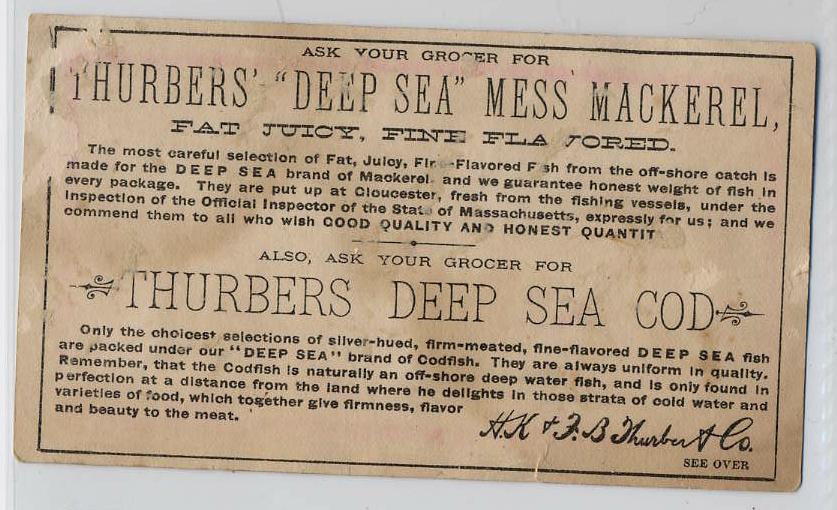 ASK YOUR GROCER FOR
THURBERS' "DEEP SEA" MESS MACKEREL,
FAT JUICY, FINE FLAVORED.
The most careful selection of Fat, Juicy, Fine-Flavored Fish from the off-shore catch is
made for the DEEP SEA brand of Mackerel and we guarantee honest weight of fish in
every package. They are put up at Gloucester, fresh from the fishing vessels, under the
Inspection of the Official Inspector of the State of Massachusetts, expressly for us; and we
commend them to all who wish GOOD QUALITY AND HONEST QUANTIT
ALSO, ASK YOUR GROCER FOR
THURBERS DEEP SEA COD
Only the choicest selections of silver-hued, firm-meated, fine-flavored DEEP SEA fish
are packed under our "DEEP SEA" brand of Codfish. They are always uniform in quality.
Remember, that the Codfish is naturally an off-shore deep water fish, and is only found in
perfection at a distance from the land where he delights in those strata of cold water and
varieties of food, which together give firmness, flavor
and beauty to the meat.
H.K & F.B Thurber & Co.
SEE OVER